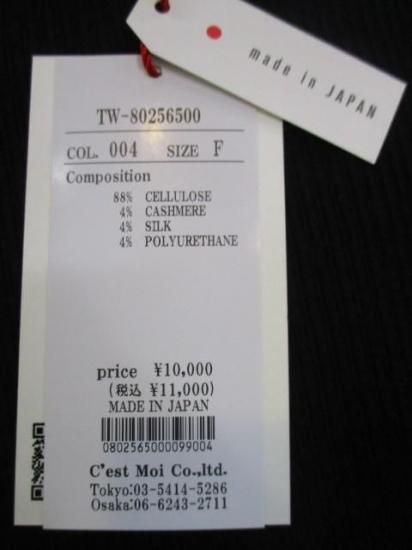 made in JAPAN
TW-80256500
COL. 004 SIZE F
Composition
88% CELLULOSE
4% CASHMERE
4% SILK
4% POLYURETHANE
price ¥10,000
(税込 ¥11,000)
MADE IN JAPAN
0802565000099004
C'est Moi Co.,ltd.
Tokyo:03-5414-5286
Osaka:06-6243-2711